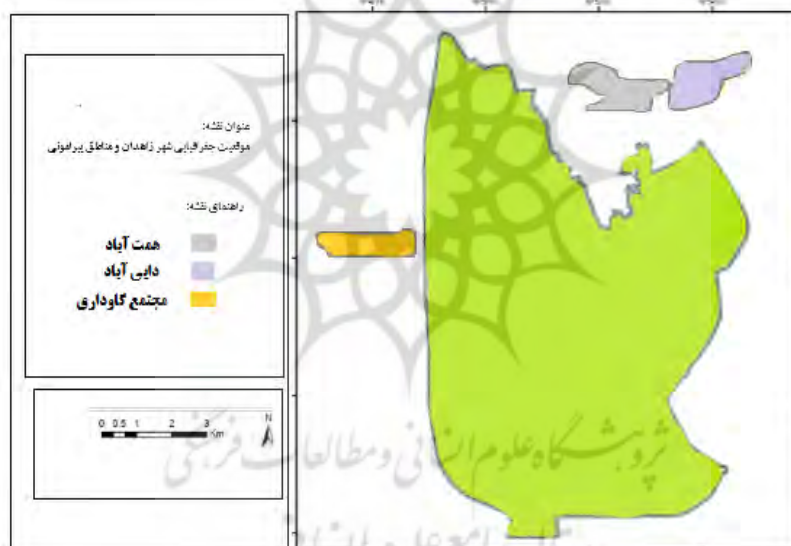 عنوان نقشه:
موقعیت جغرافیایی شهر زاهدان و مناطق پیرامونی
راهنمای نقشه:
همت آباد
دایی آباد
مجتمع گاوداری
0 0.5 1 2 3
Km
N
پژوهشگاه علوم انسانی و مطالعات فرهنگی